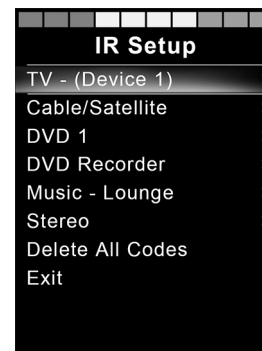 IR Setup
TV - (Device 1)
Cable/Satellite
DVD 1
DVD Recorder
Music - Lounge
Stereo
Delete All Codes
Exit